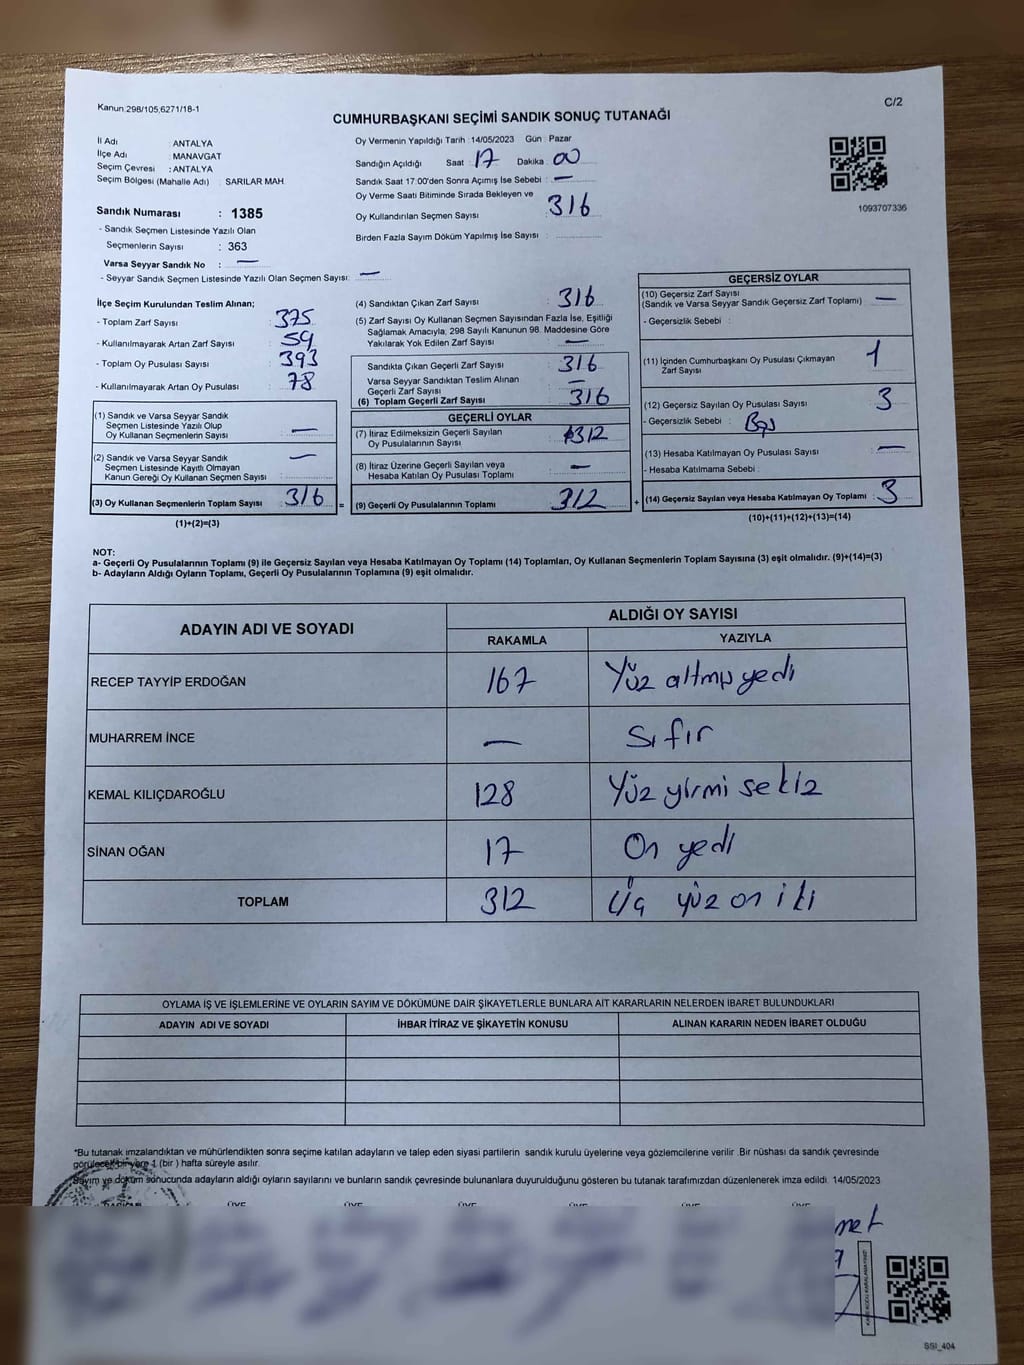 Kanun 298/105,6271/18-1
C/2
CUMHURBAŞKANI SEÇİMİ SANDIK SONUÇ TUTANAĞI
İl Adı : ANTALYA
İlçe Adı : MANAVGAT
Seçim Çevresi : ANTALYA
Seçim Bölgesi (Mahalle Adı) : SARILAR MAH
Sandık Numarası : 1385
- Sandık Seçmen Listesinde Yazılı Olan
Seçmenlerin Sayısı : 363
Varsa Seyyar Sandık No : —
- Seyyar Sandık Seçmen Listesinde Yazılı Olan Seçmen Sayısı: —
Oy Vermenin Yapıldığı Tarih :14/05/2023 Gün : Pazar
Sandığın Açıldığı Saat 17 Dakika 00
Sandık Saat 17:00'den Sonra Açımış İse Sebebi : —
Oy Verme Saati Bitiminde Sırada Bekleyen ve
Oy Kullandırılan Seçmen Sayısı : 316
Birden Fazla Sayım Döküm Yapılmış İse Sayısı :
1093707336
İlçe Seçim Kurulundan Teslim Alınan;
- Toplam Zarf Sayısı : 375
- Kullanılmayarak Artan Zarf Sayısı : 59
- Toplam Oy Pusulası Sayısı : 393
- Kullanılmayarak Artan Oy Pusulası : 78
(1) Sandık ve Varsa Seyyar Sandık
Seçmen Listesinde Yazılı Olup
Oy Kullanan Seçmenlerin Sayısı : —
(2) Sandık ve Varsa Seyyar Sandık
Seçmen Listesinde Kayıtlı Olmayan
Kanun Gereği Oy Kullanan Seçmen Sayısı : —
(3) Oy Kullanan Seçmenlerin Toplam Sayısı : 316 =
(1)+(2)=(3)
(4) Sandıktan Çıkan Zarf Sayısı : 316
(5) Zarf Sayısı Oy Kullanan Seçmen Sayısından Fazla İse, Eşitliği
Sağlamak Amacıyla, 298 Sayılı Kanunun 98. Maddesine Göre
Yakılarak Yok Edilen Zarf Sayısı : —
Sandıkta Çıkan Geçerli Zarf Sayısı : 316
Varsa Seyyar Sandıktan Teslim Alınan
Geçerli Zarf Sayısı : —
(6) Toplam Geçerli Zarf Sayısı : 316
GEÇERLİ OYLAR
(7) İtiraz Edilmeksizin Geçerli Sayılan
Oy Pusulalarının Sayısı : 312
(8) İtiraz Üzerine Geçerli Sayılan veya
Hesaba Katılan Oy Pusulası Toplamı : —
(9) Geçerli Oy Pusulalarının Toplamı : 312 +
GEÇERSİZ OYLAR
(10) Geçersiz Zarf Sayısı
(Sandık ve Varsa Seyyar Sandık Geçersiz Zarf Toplamı) : —
- Geçersizlik Sebebi :
(11) İçinden Cumhurbaşkanı Oy Pusulası Çıkmayan
Zarf Sayısı : 1
(12) Geçersiz Sayılan Oy Pusulası Sayısı : 3
- Geçersizlik Sebebi :
(13) Hesaba Katılmayan Oy Pusulası Sayısı : —
- Hesaba Katılmama Sebebi :
(14) Geçersiz Sayılan veya Hesaba Katılmayan Oy Toplamı : 3
(10)+(11)+(12)+(13)=(14)
NOT:
a- Geçerli Oy Pusulalarının Toplamı (9) ile Geçersiz Sayılan veya Hesaba Katılmayan Oy Toplamı (14) Toplamları, Oy Kullanan Seçmenlerin Toplam Sayısına (3) eşit olmalıdır. (9)+(14)=(3)
b- Adayların Aldığı Oyların Toplamı, Geçerli Oy Pusulalarının Toplamına (9) eşit olmalıdır.
ADAYIN ADI VE SOYADI
ALDIĞI OY SAYISI
RAKAMLA YAZIYLA
RECEP TAYYİP ERDOĞAN 167 Yüz altmış yedi
MUHARREM İNCE — Sıfır
KEMAL KILIÇDAROĞLU 128 Yüz yirmi sekiz
SİNAN OĞAN 17 On yedi
TOPLAM 312 Üç yüz on iki
OYLAMA İŞ VE İŞLEMLERİNE VE OYLARIN SAYIM VE DÖKÜMÜNE DAİR ŞİKAYETLERLE BUNLARA AİT KARARLARIN NELERDEN İBARET BULUNDUKLARI
ADAYIN ADI VE SOYADI İHBAR İTİRAZ VE ŞİKAYETİN KONUSU ALINAN KARARIN NEDEN İBARET OLDUĞU
*Bu tutanak imzalandıktan ve mühürlendikten sonra seçime katılan adayların ve talep eden siyasi partilerin sandık kurulu üyelerine veya gözlemcilerine verilir .Bir nüshası da sandık çevresinde
görülecek bir yere 1 (bir ) hafta süreyle asılır.
Sayım ve döküm sonucunda adayların aldığı oyların sayılarını ve bunların sandık çevresinde bulunanlara duyurulduğunu gösteren bu tutanak tarafımızdan düzenlenerek imza edildi. 14/05/2023
ÜYE ÜYE ÜYE ÜYE ÜYE ÜYE
SSI_404